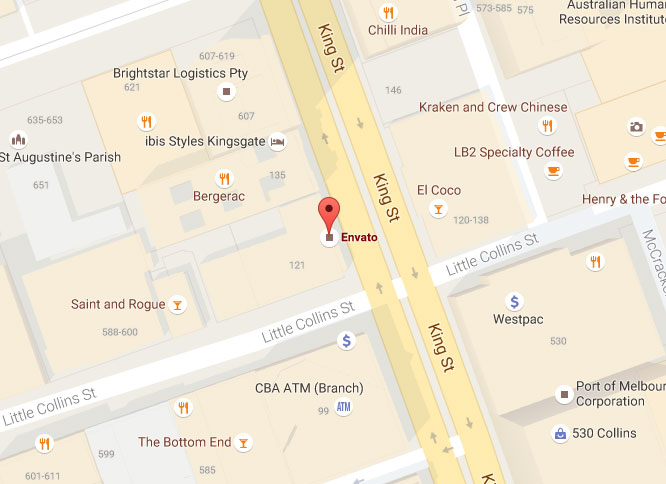 573-585
575
Australian Human
Resources Institut
Chilli India
King St
607-619
Brightstar Logistics Pty
621
607
146
Kraken and Crew Chinese
635-653
ibis Styles Kingsgate
St Augustine's Parish
LB2 Specialty Coffee
651
135
Bergerac
King St
El Coco
120-138
Henry & the Fo
Envato
121
Little Collins St
McCracke
Saint and Rogue
588-600
Little Collins St
$
Westpac
530
$
King St
CBA ATM (Branch)
99
ATM
Port of Melbou
Corporation
Little Collins St
530 Collins
The Bottom End
599
585
601-611
Ki